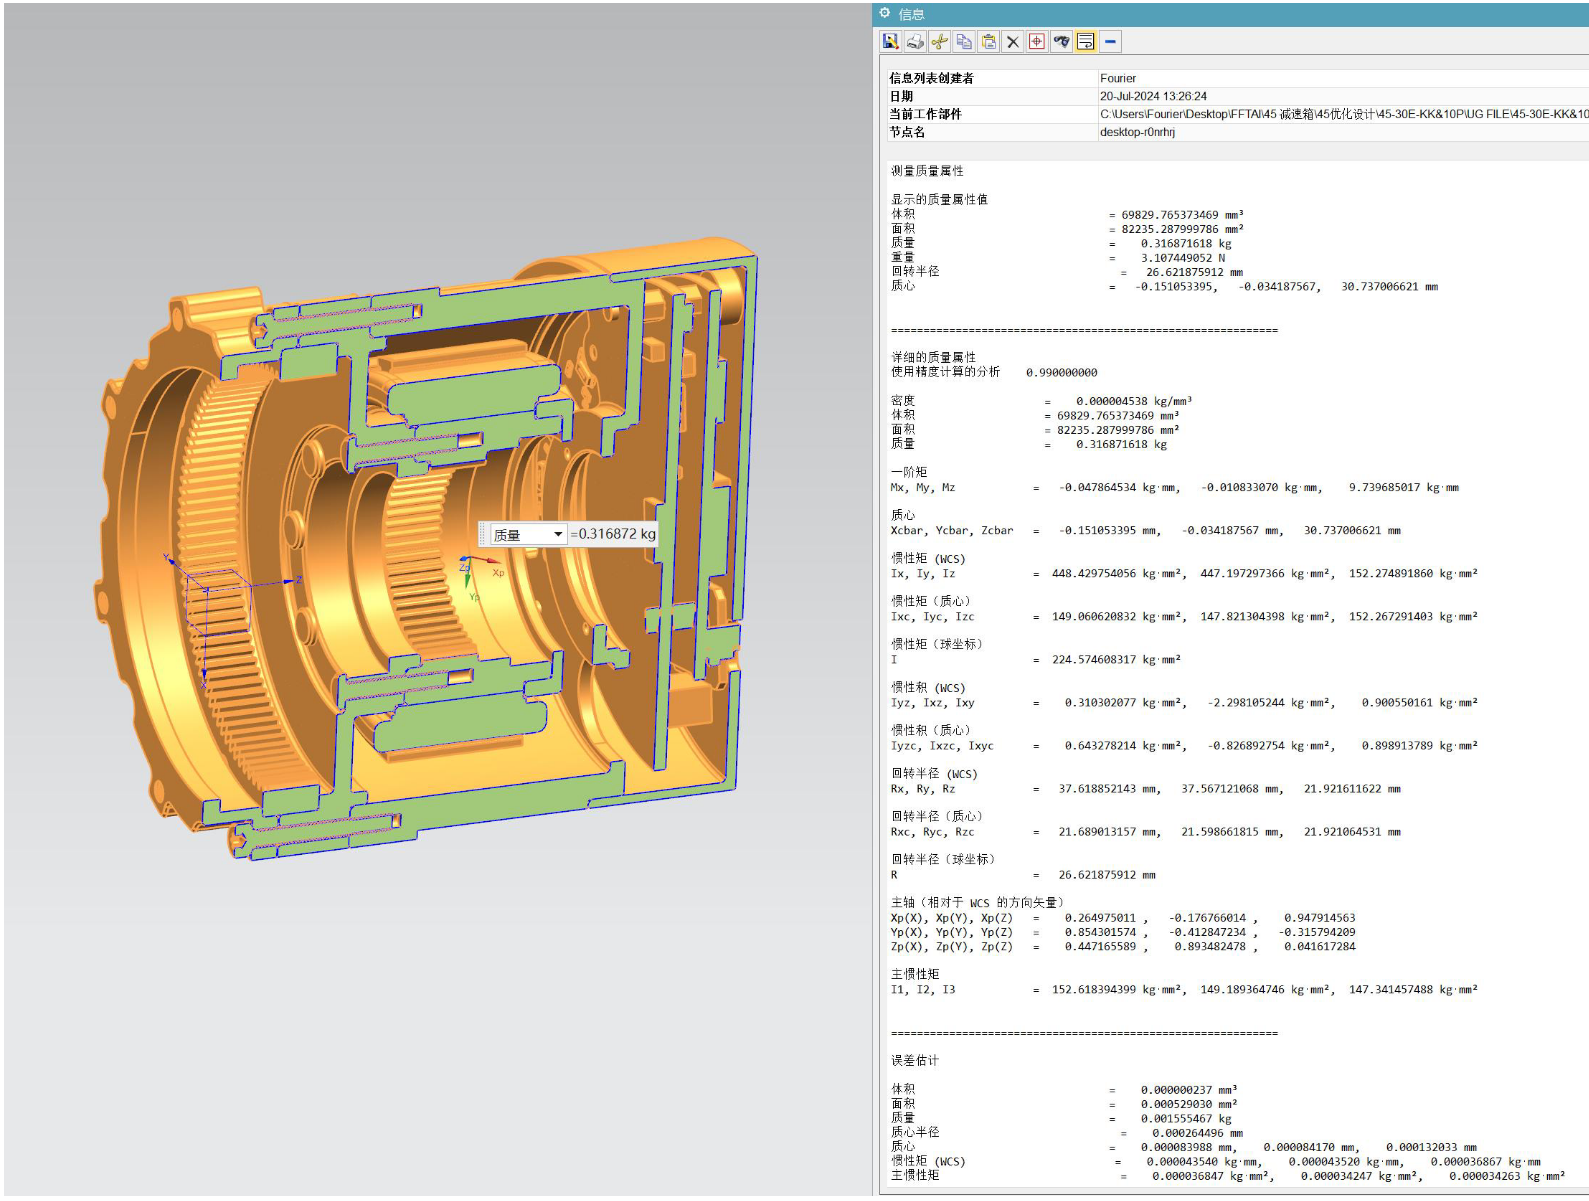 信息
信息列表创建者 Fourier
日期 20-Jul-2024 13:26:24
当前工作部件 C:\Users\Fourier\Desktop\FFTAI\45 减速箱\45优化设计\45-30E-KK&10P\UG FILE\45-30E-KK&10
节点名 desktop-r0nrhrj
测量质量属性
显示的质量属性值
体积 = 69829.765373469 mm³
面积 = 82235.287999786 mm²
质量 = 0.316871618 kg
重量 = 3.107449052 N
回转半径 = 26.621875912 mm
质心 = -0.151053395, -0.034187567, 30.737006621 mm
============================================================
详细的质量属性
使用精度计算的分析 0.990000000
密度 = 0.000004538 kg/mm³
体积 = 69829.765373469 mm³
面积 = 82235.287999786 mm²
质量 = 0.316871618 kg
一阶矩
Mx, My, Mz = -0.047864534 kg·mm, -0.010833070 kg·mm, 9.739685017 kg·mm
质心
Xcbar, Ycbar, Zcbar = -0.151053395 mm, -0.034187567 mm, 30.737006621 mm
惯性矩 (WCS)
Ix, Iy, Iz = 448.429754056 kg·mm², 447.197297366 kg·mm², 152.274891860 kg·mm²
惯性矩（质心）
Ixc, Iyc, Izc = 149.060620832 kg·mm², 147.821304398 kg·mm², 152.267291403 kg·mm²
惯性矩（球坐标）
I = 224.574608317 kg·mm²
惯性积 (WCS)
Iyz, Ixz, Ixy = 0.310302077 kg·mm², -2.298105244 kg·mm², 0.900550161 kg·mm²
惯性积（质心）
Iyzc, Ixzc, Ixyc = 0.643278214 kg·mm², -0.826892754 kg·mm², 0.898913789 kg·mm²
回转半径 (WCS)
Rx, Ry, Rz = 37.618852143 mm, 37.567121068 mm, 21.921611622 mm
回转半径（质心）
Rxc, Ryc, Rzc = 21.689013157 mm, 21.598661815 mm, 21.921064531 mm
回转半径（球坐标）
R = 26.621875912 mm
主轴（相对于 WCS 的方向矢量）
Xp(X), Xp(Y), Xp(Z) = 0.264975011 , -0.176766014 , 0.947914563
Yp(X), Yp(Y), Yp(Z) = 0.854301574 , -0.412847234 , -0.315794209
Zp(X), Zp(Y), Zp(Z) = 0.447165589 , 0.893482478 , 0.041617284
主惯性矩
I1, I2, I3 = 152.618394399 kg·mm², 149.189364746 kg·mm², 147.341457488 kg·mm²
============================================================
误差估计
体积 = 0.000000237 mm³
面积 = 0.000529030 mm²
质量 = 0.001555467 kg
质心半径 = 0.000264496 mm
质心 = 0.000083988 mm, 0.000084170 mm, 0.000132033 mm
惯性矩 (WCS) = 0.000043540 kg·mm, 0.000043520 kg·mm, 0.000036867 kg·mm
主惯性矩 = 0.000036847 kg·mm², 0.000034247 kg·mm², 0.000034263 kg·mm²
质量 =0.316872 kg
Y
Z
X
Zp
Xp
Yp